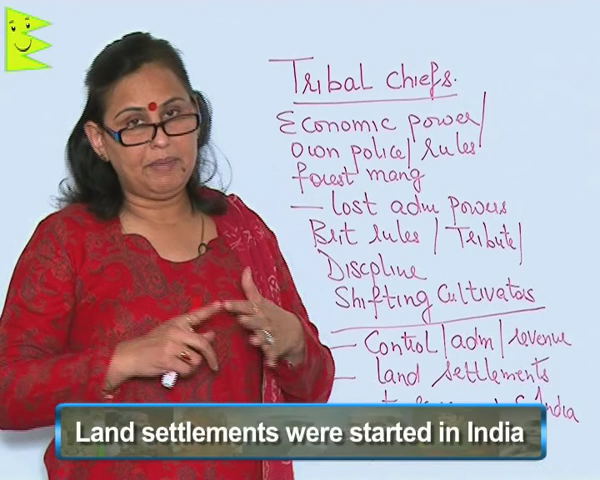 Tribal chiefs.
Economic power/
own police/ rules
forest mang
— lost adm powers
Brit rules / Tribute/
Discpline
Shifting Cultivators
— Control/adm/revenue
— land settlements
India
Land settlements were started in India